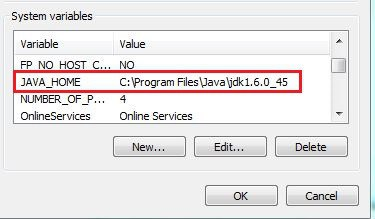 System variables
Variable Value
FP_NO_HOST_C... NO
JAVA_HOME C:\Program Files\Java\jdk1.6.0_45
NUMBER_OF_P... 4
OnlineServices Online Services
New... Edit... Delete
OK Cancel